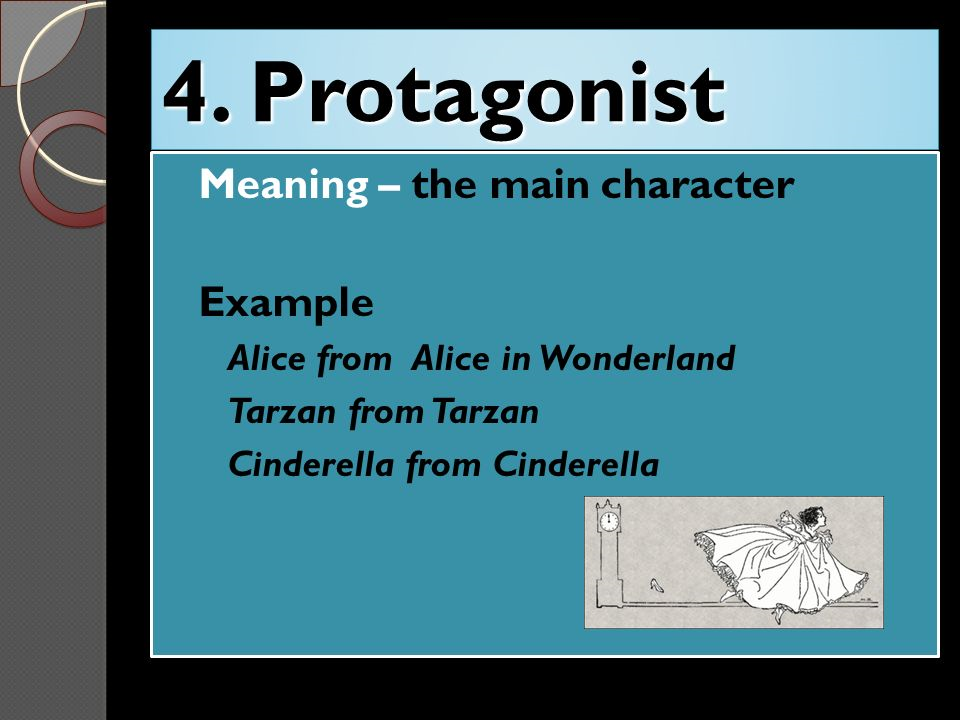 4. Protagonist
Meaning – the main character
Example
Alice from Alice in Wonderland
Tarzan from Tarzan
Cinderella from Cinderella